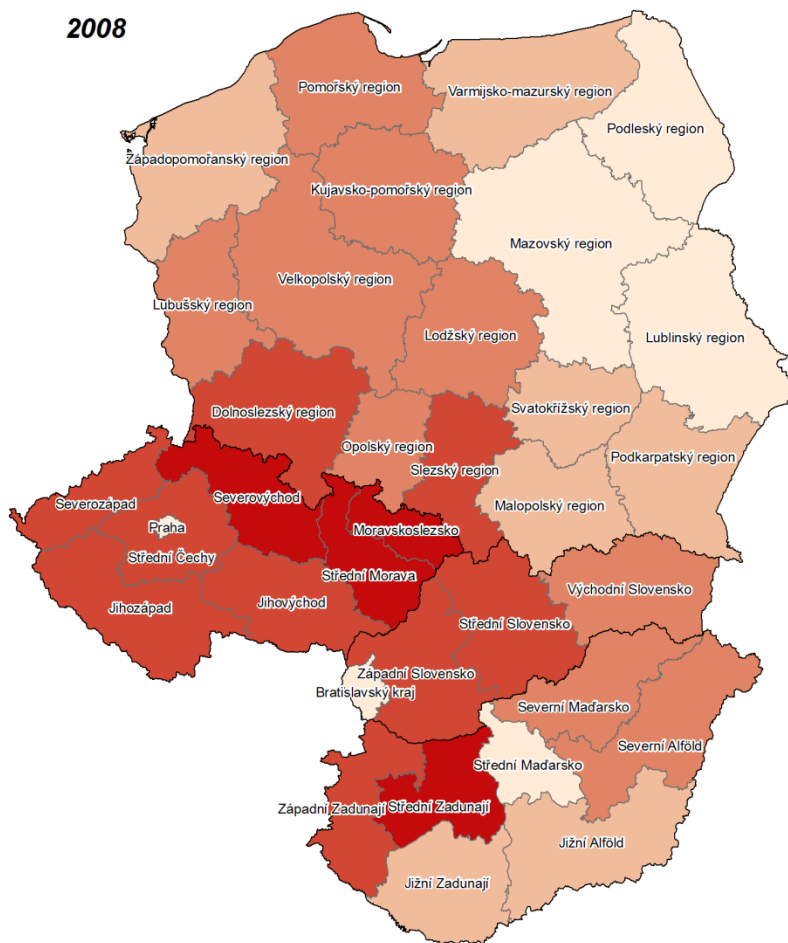 2008
Pomořský region
Varmijsko-mazurský region
Podleský region
Západopomořanský region
Kujavsko-pomořský region
Mazovský region
Velkopolský region
Lubušský region
Lodžský region
Lublinský region
Dolnoslezský region
Svatokřížský region
Opolský region
Podkarpatský region
Slezský region
Severovýchod
Malopolský region
Severozápad
Praha
Moravskoslezsko
Střední Čechy
Střední Morava
Východní Slovensko
Jihozápad
Jihovýchod
Střední Slovensko
Západní Slovensko
Bratislavský kraj
Severní Maďarsko
Severní Alföld
Střední Maďarsko
Západní Zadunají
Střední Zadunají
Jižní Alföld
Jižní Zadunají